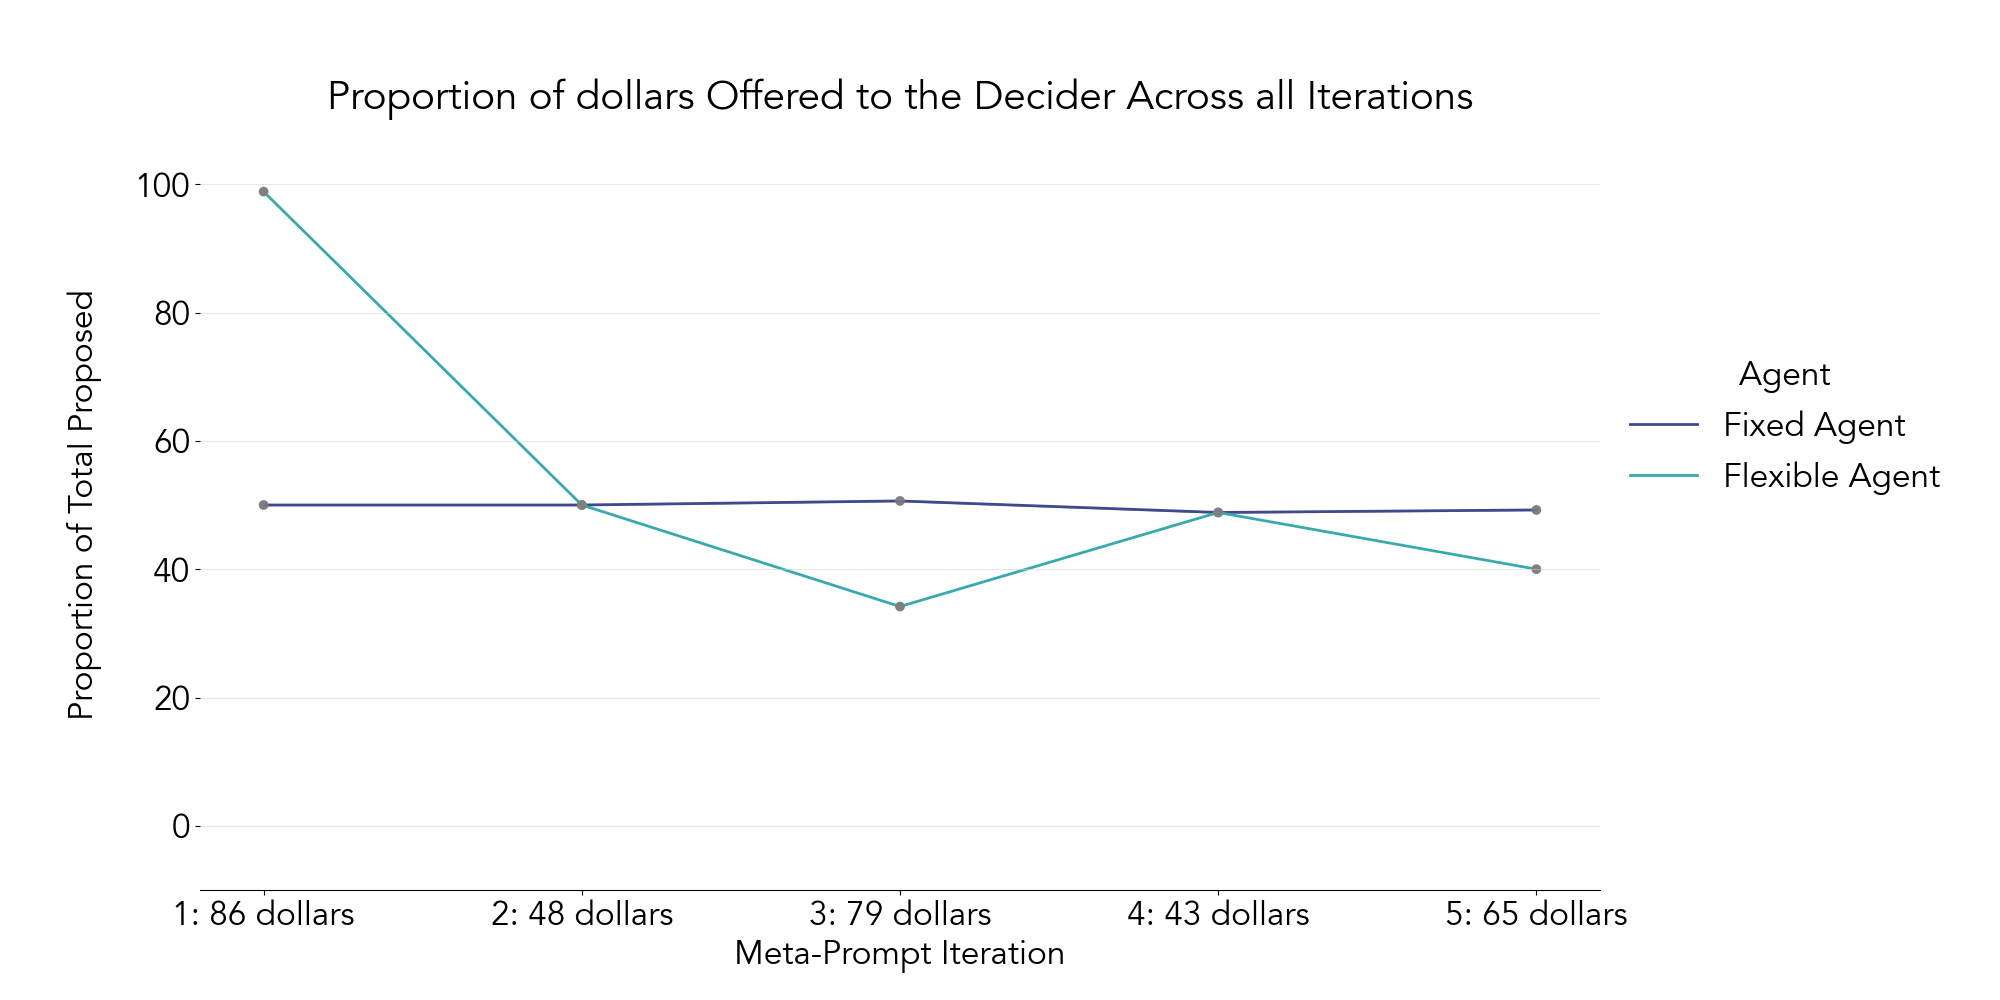 Proportion of dollars Offered to the Decider Across all Iterations
Proportion of Total Proposed
100
80
60
40
20
0
1: 86 dollars
2: 48 dollars
3: 79 dollars
4: 43 dollars
5: 65 dollars
Meta-Prompt Iteration
Agent
Fixed Agent
Flexible Agent